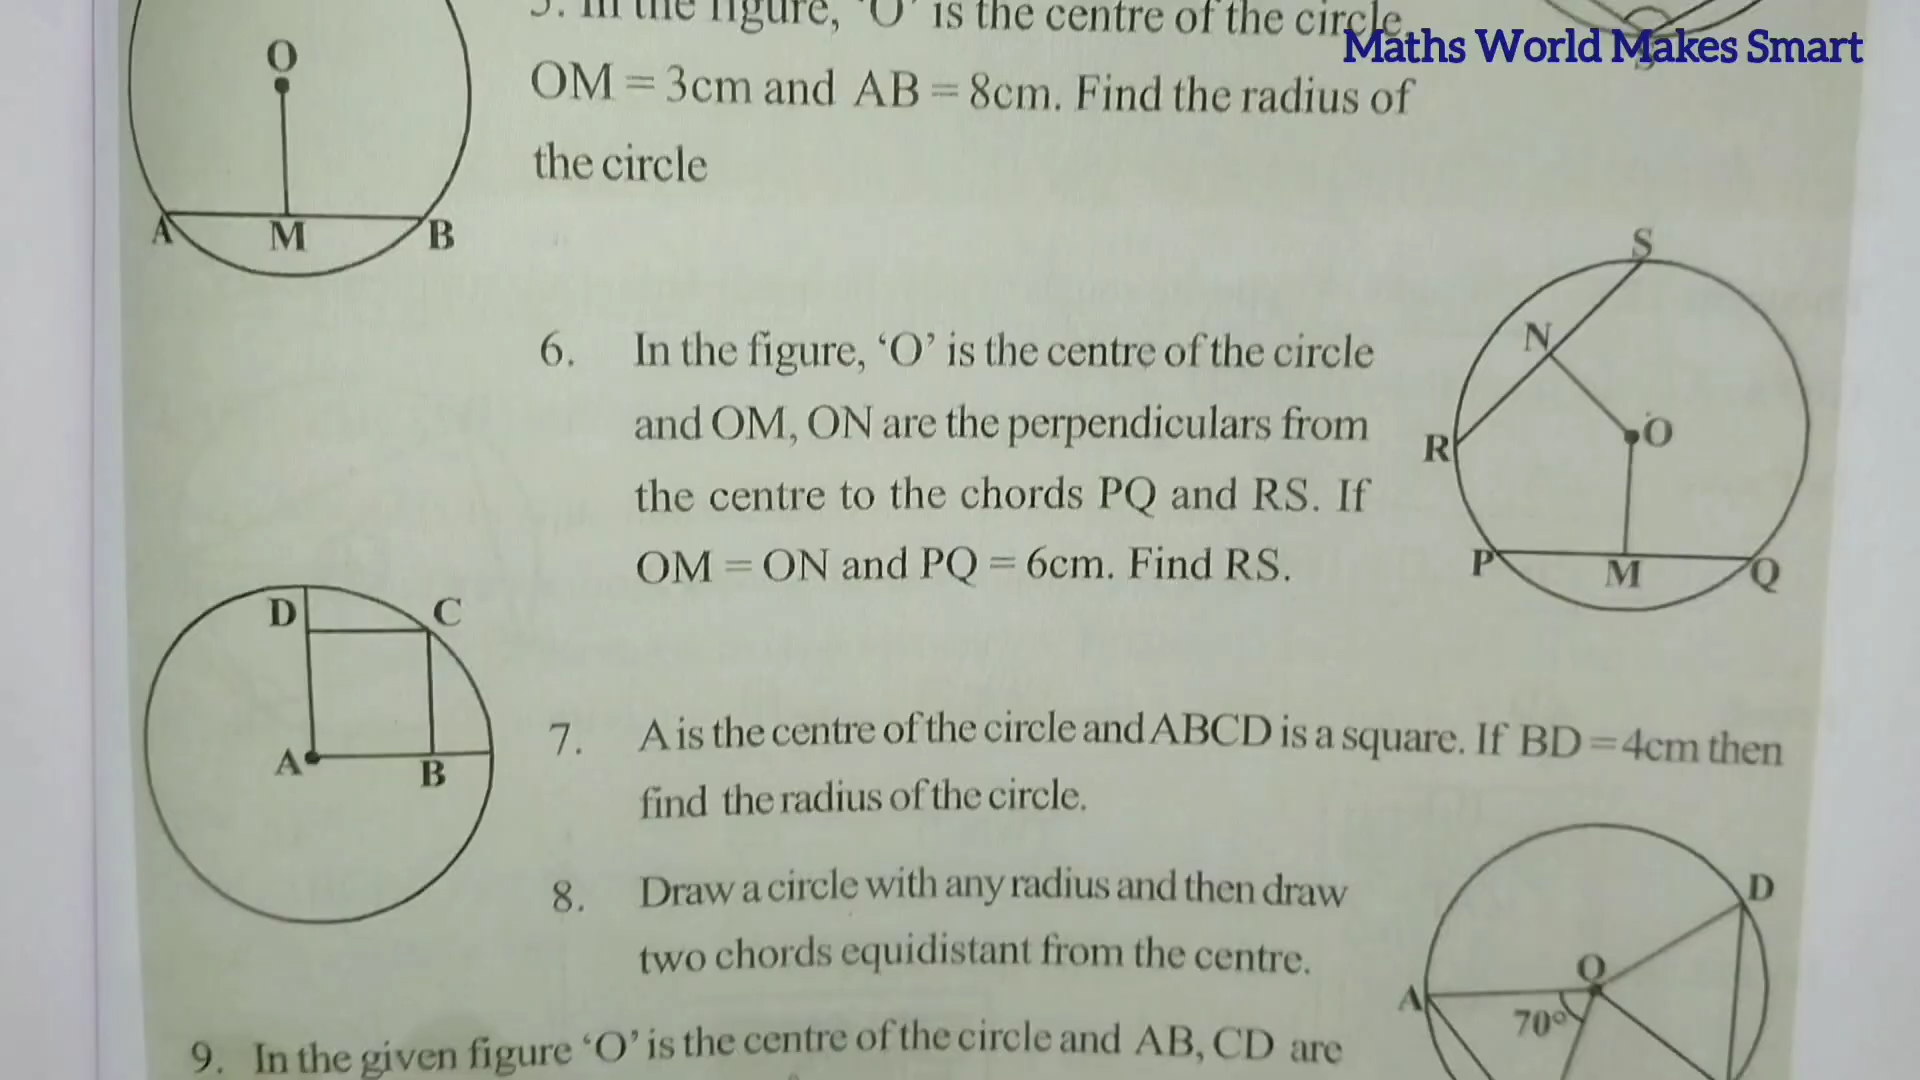 Maths World Makes Smart
5. In the figure, ‘O’ is the centre of the circle.
OM = 3cm and AB = 8cm. Find the radius of
the circle
O
A M B
6. In the figure, ‘O’ is the centre of the circle
and OM, ON are the perpendiculars from
the centre to the chords PQ and RS. If
OM = ON and PQ = 6cm. Find RS.
S
N
O
R
P M Q
D C
A B
7. A is the centre of the circle and ABCD is a square. If BD = 4cm then
find the radius of the circle.
8. Draw a circle with any radius and then draw
two chords equidistant from the centre.
D
O
A
70°
9. In the given figure ‘O’ is the centre of the circle and AB, CD are